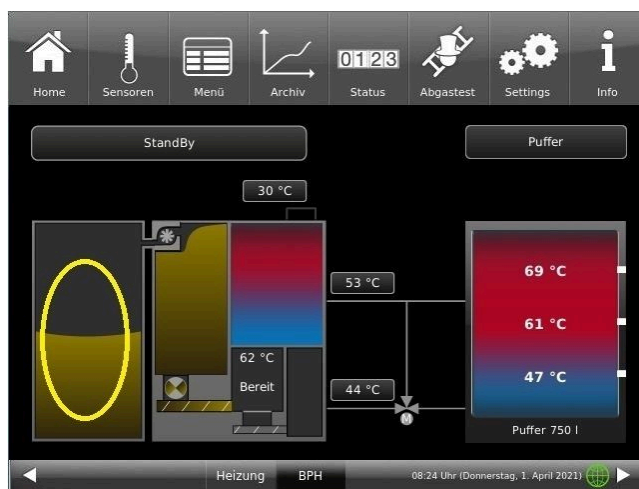 Home Sensoren Menü Archiv Status Abgastest Settings Info
0123
StandBy Puffer
30 °C
53 °C
69 °C
61 °C
62 °C
Bereit
44 °C
47 °C
M
Puffer 750 l
Heizung BPH 08:24 Uhr (Donnerstag, 1. April 2021)